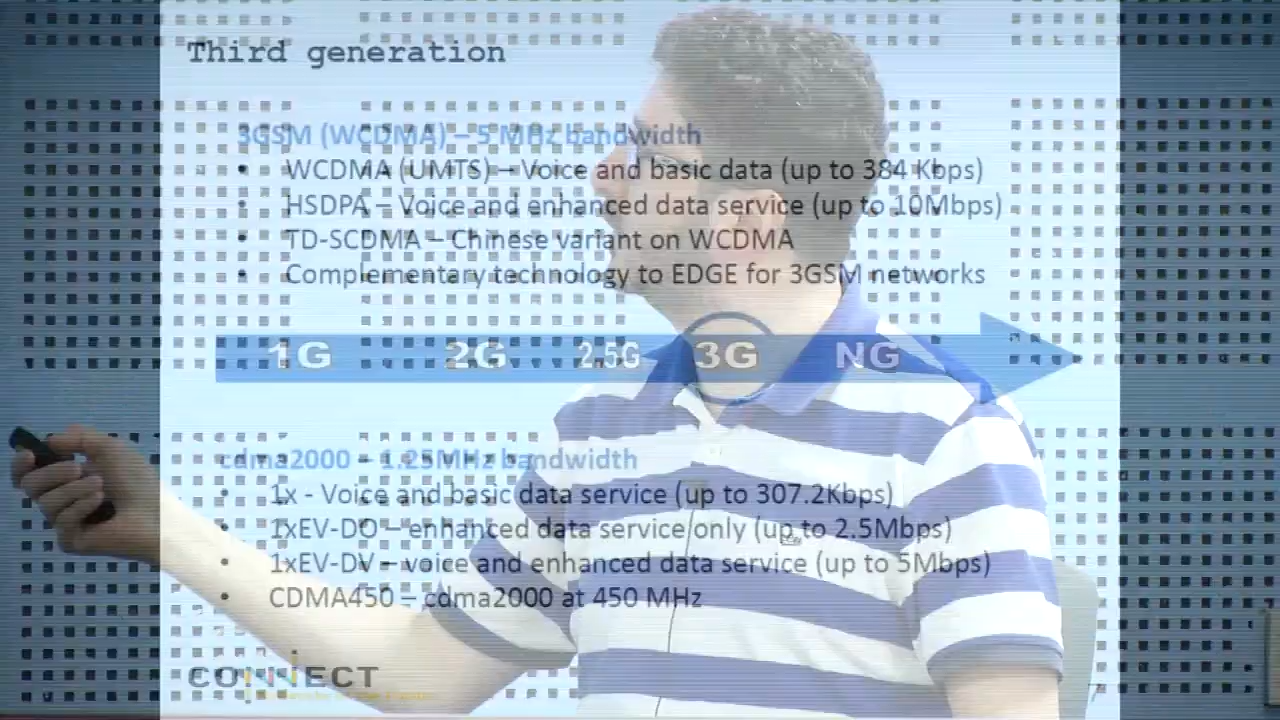 Third generation
3GSM (WCDMA) – 5 MHz bandwidth
• WCDMA (UMTS) – Voice and basic data (up to 384 Kbps)
• HSDPA – Voice and enhanced data service (up to 10Mbps)
• TD-SCDMA – Chinese variant on WCDMA
• Complementary technology to EDGE for 3GSM networks
1G 2G 2.5G 3G NG
cdma2000 – 1.25MHz bandwidth
• 1x - Voice and basic data service (up to 307.2Kbps)
• 1xEV-DO – enhanced data service only (up to 2.5Mbps)
• 1xEV-DV – voice and enhanced data service (up to 5Mbps)
• CDMA450 – cdma2000 at 450 MHz
CONNECT